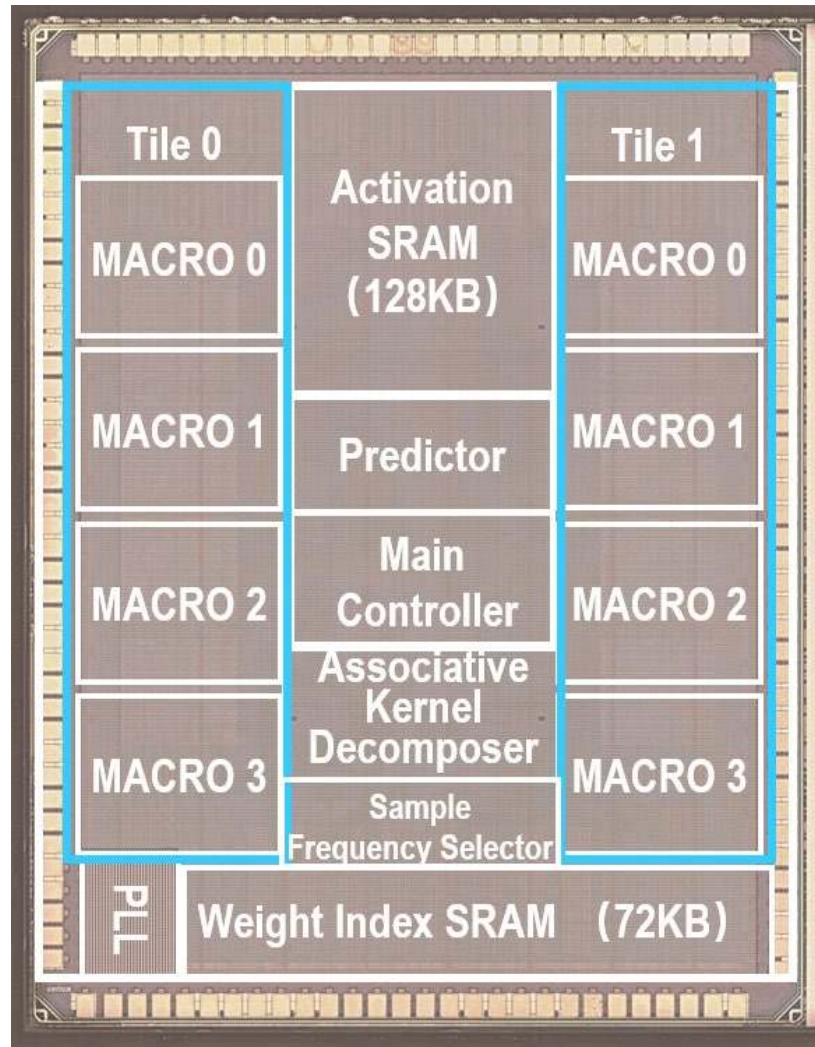 Tile 0
MACRO 0
MACRO 1
MACRO 2
MACRO 3
Activation
SRAM
(128KB)
Predictor
Main
Controller
Associative
Kernel
Decomposer
Sample
Frequency Selector
Tile 1
MACRO 0
MACRO 1
MACRO 2
MACRO 3
PLL
Weight Index SRAM (72KB)